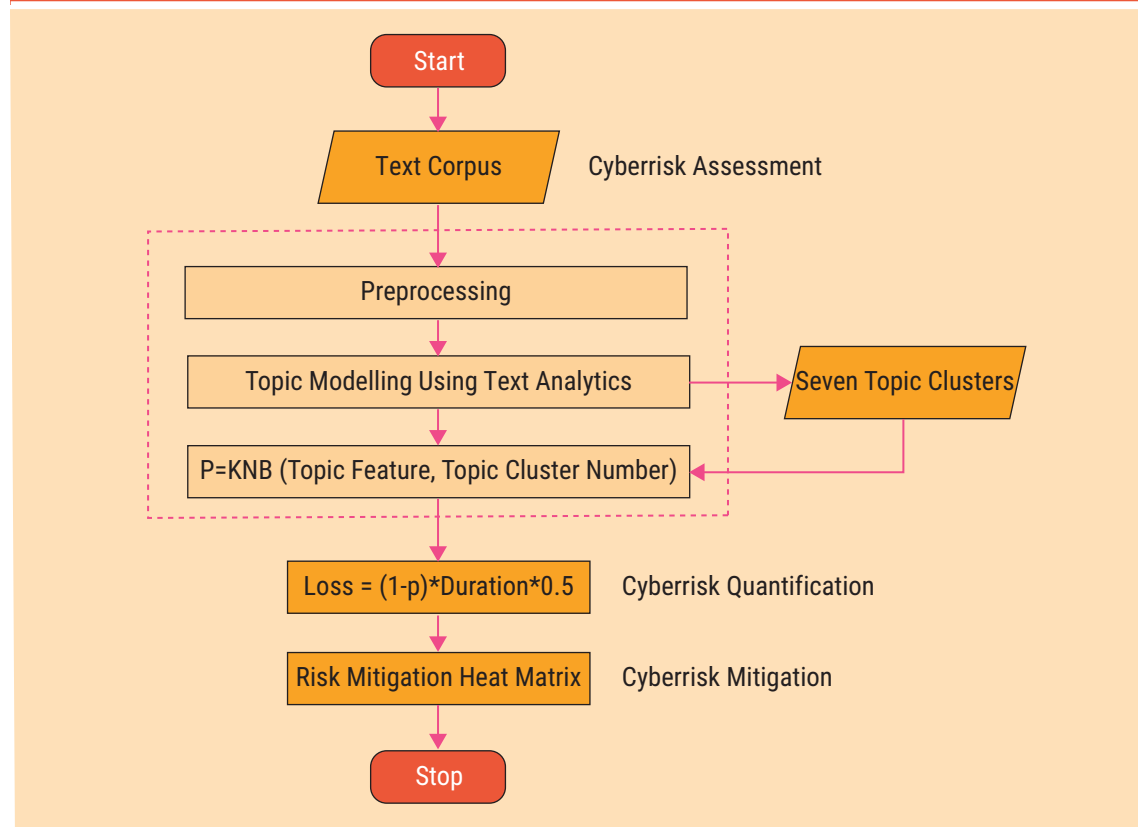 Start
Text Corpus
Cyberrisk Assessment
Preprocessing
Topic Modelling Using Text Analytics
Seven Topic Clusters
P=KNB (Topic Feature, Topic Cluster Number)
Loss = (1-p)*Duration*0.5
Cyberrisk Quantification
Risk Mitigation Heat Matrix
Cyberrisk Mitigation
Stop